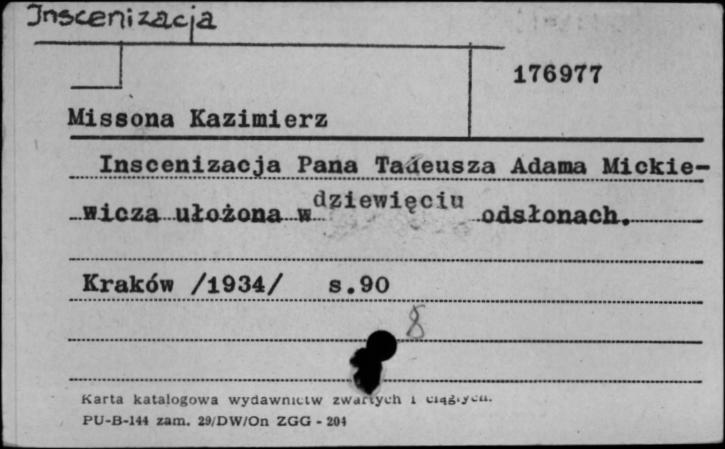 Inscenizacja
176977
Missona Kazimierz
Inscenizacja Pana Tadeusza Adama Mickie-
wicza ułożona w dziewięciu odsłonach.
Kraków /1934/ s.90
8
Karta katalogowa wydawnictw zwartych i ciągłych.
PU-B-144 zam. 29/DW/On ZGG - 204